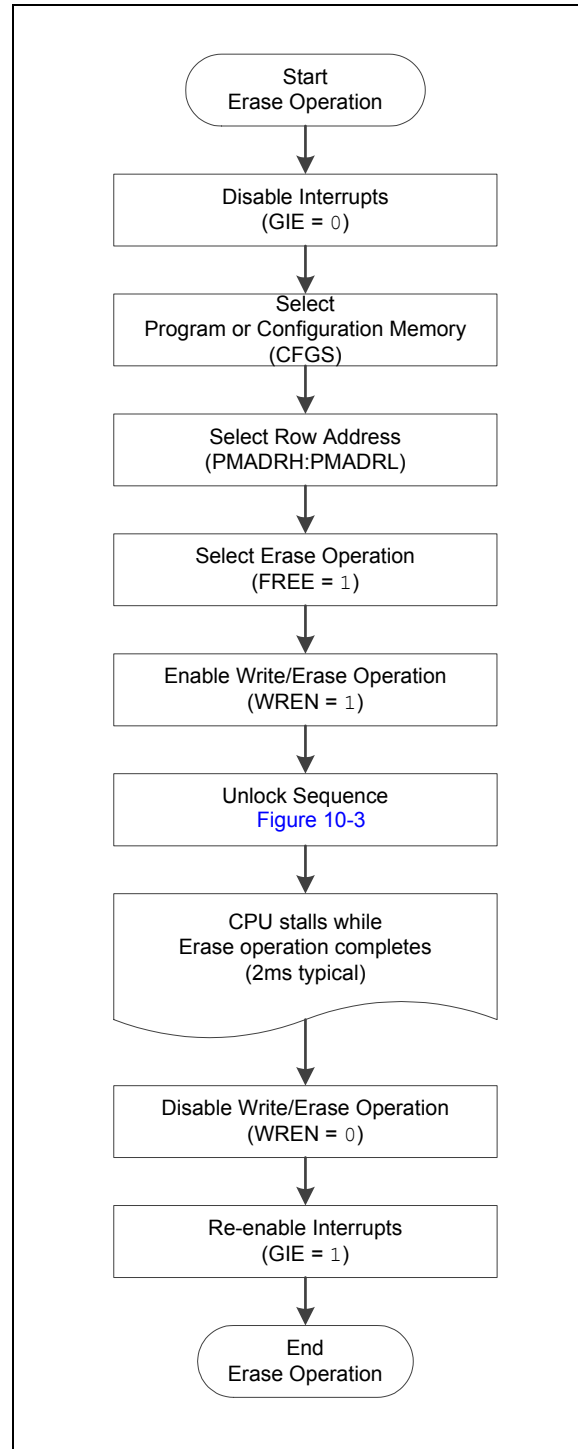 Start
Erase Operation
Disable Interrupts
(GIE = 0)
Select
Program or Configuration Memory
(CFGS)
Select Row Address
(PMADRH:PMADRL)
Select Erase Operation
(FREE = 1)
Enable Write/Erase Operation
(WREN = 1)
Unlock Sequence
Figure 10-3
CPU stalls while
Erase operation completes
(2ms typical)
Disable Write/Erase Operation
(WREN = 0)
Re-enable Interrupts
(GIE = 1)
End
Erase Operation